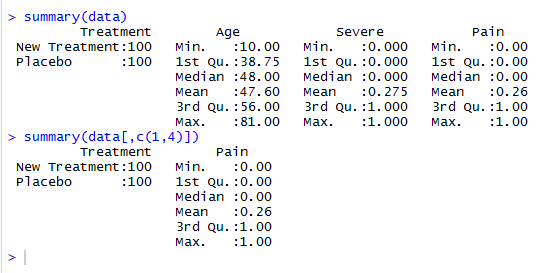 > summary(data)
         Treatment        Age            Severe           Pain     
 New Treatment:100   Min.   :10.00   Min.   :0.000   Min.   :0.00  
 Placebo      :100   1st Qu.:38.75   1st Qu.:0.000   1st Qu.:0.00  
                     Median :48.00   Median :0.000   Median :0.00  
                     Mean   :47.60   Mean   :0.275   Mean   :0.26  
                     3rd Qu.:56.00   3rd Qu.:1.000   3rd Qu.:1.00  
                     Max.   :81.00   Max.   :1.000   Max.   :1.00  
> summary(data[,c(1,4)])
         Treatment        Pain     
 New Treatment:100   Min.   :0.00  
 Placebo      :100   1st Qu.:0.00  
                     Median :0.00  
                     Mean   :0.26  
                     3rd Qu.:1.00  
                     Max.   :1.00  
>